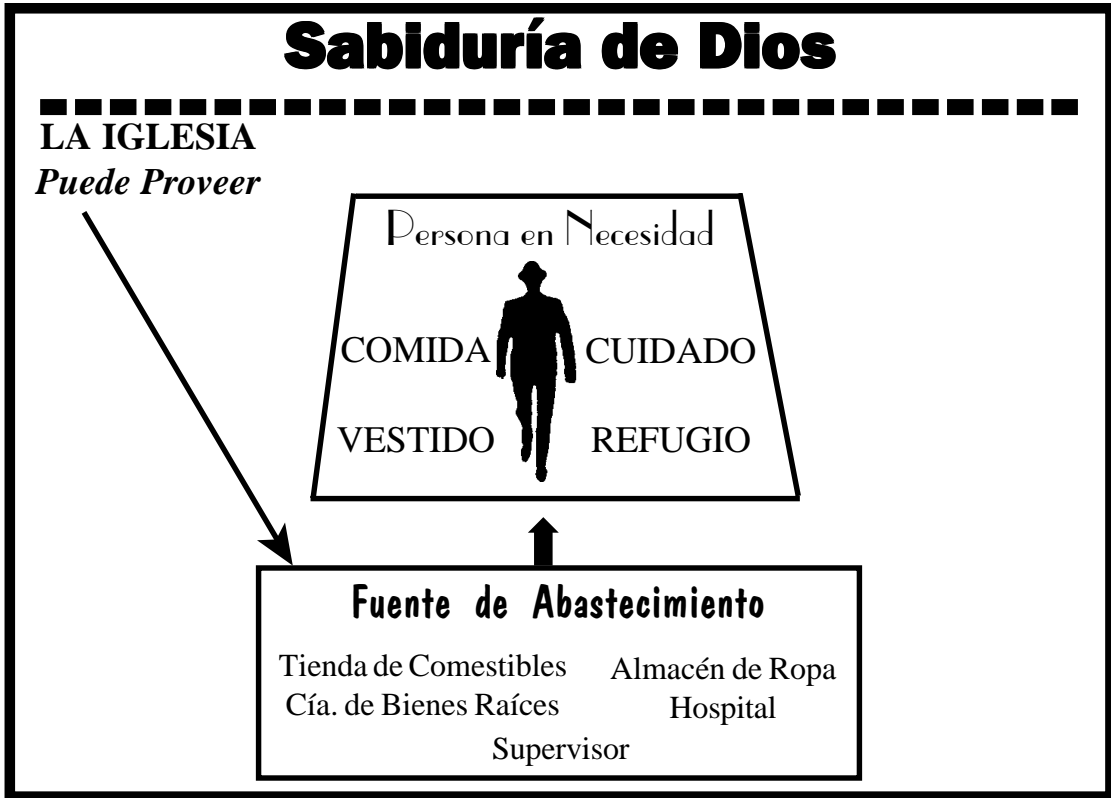 Sabiduría de Dios
LA IGLESIA
Puede Proveer
Persona en Necesidad
COMIDA CUIDADO
VESTIDO REFUGIO
Fuente de Abastecimiento
Tienda de Comestibles Almacén de Ropa
Cía. de Bienes Raíces Hospital
Supervisor